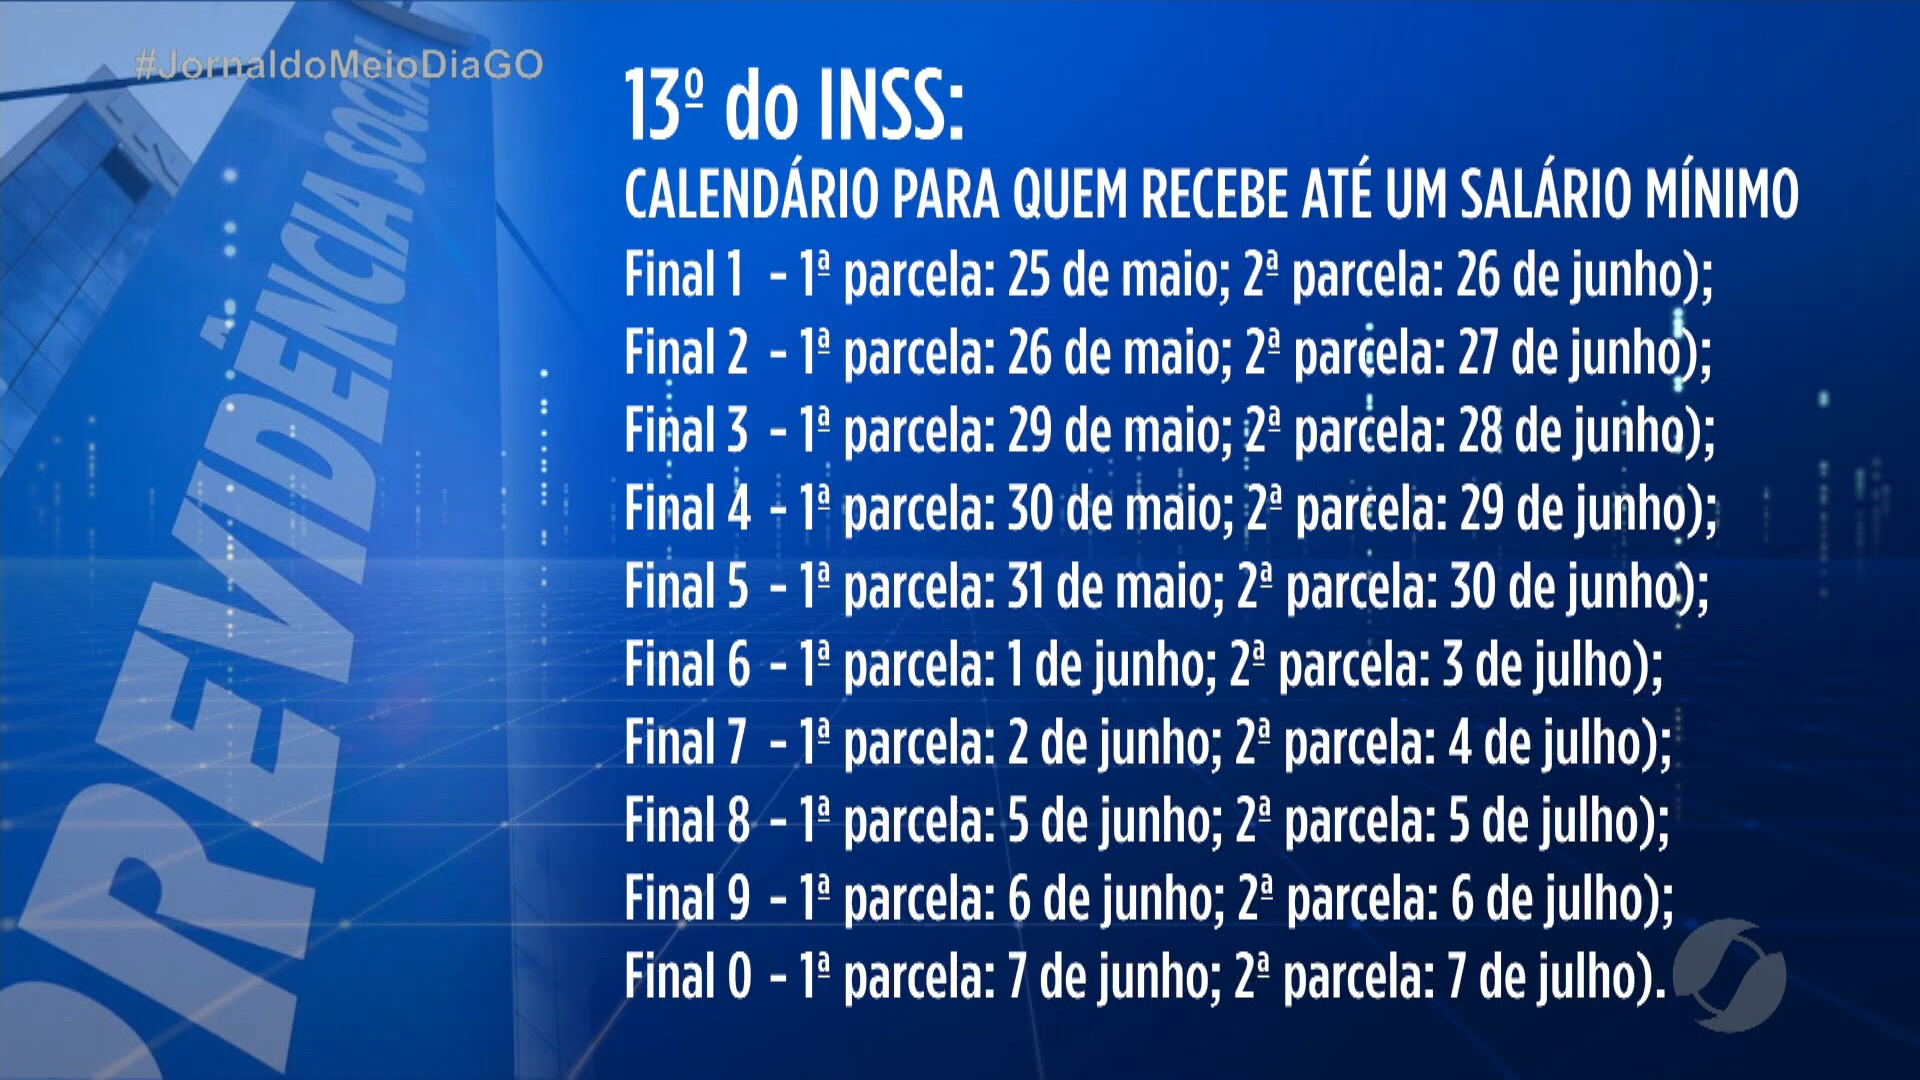 #JornaldoMeioDiaGO
PREVIDÊNCIA SOCIAL
13º do INSS:
CALENDÁRIO PARA QUEM RECEBE ATÉ UM SALÁRIO MÍNIMO
Final 1 - 1ª parcela: 25 de maio; 2ª parcela: 26 de junho);
Final 2 - 1ª parcela: 26 de maio; 2ª parcela: 27 de junho);
Final 3 - 1ª parcela: 29 de maio; 2ª parcela: 28 de junho);
Final 4 - 1ª parcela: 30 de maio; 2ª parcela: 29 de junho);
Final 5 - 1ª parcela: 31 de maio; 2ª parcela: 30 de junho);
Final 6 - 1ª parcela: 1 de junho; 2ª parcela: 3 de julho);
Final 7 - 1ª parcela: 2 de junho; 2ª parcela: 4 de julho);
Final 8 - 1ª parcela: 5 de junho; 2ª parcela: 5 de julho);
Final 9 - 1ª parcela: 6 de junho; 2ª parcela: 6 de julho);
Final 0 - 1ª parcela: 7 de junho; 2ª parcela: 7 de julho).